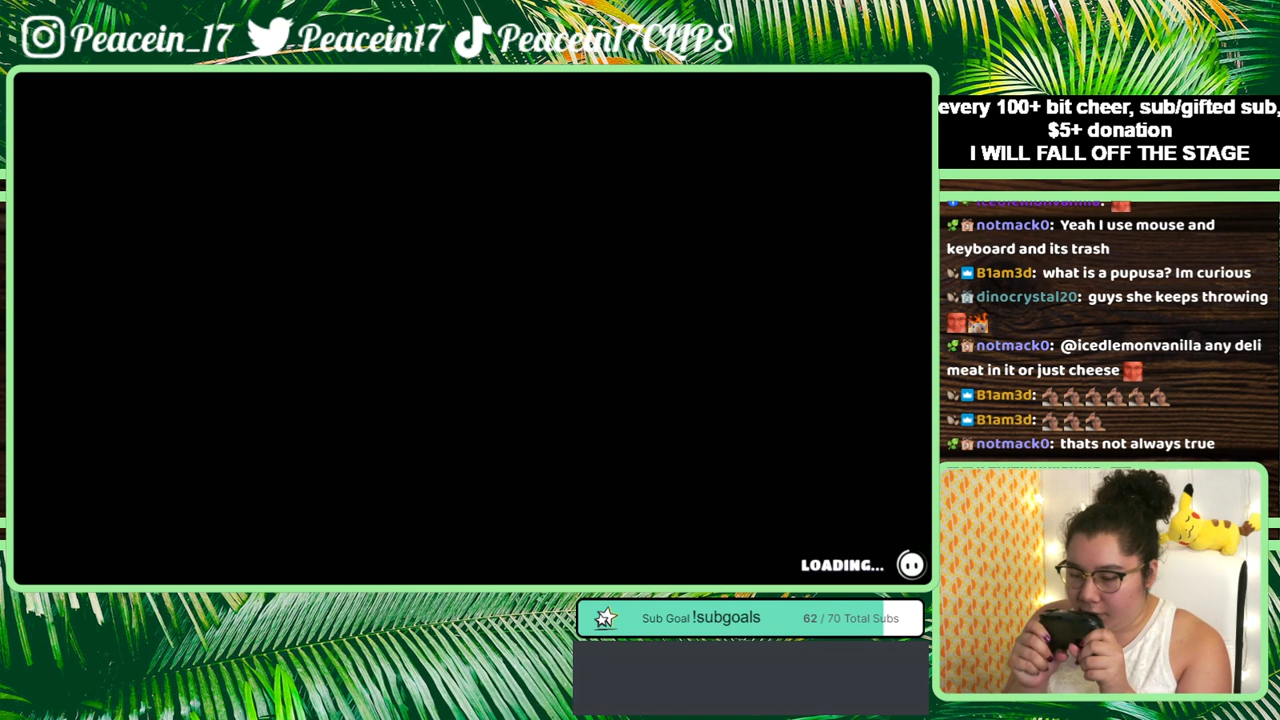 Peacein_17 Peacein17 Peacein17CLIPS
every 100+ bit cheer, sub/gifted sub,
$5+ donation
I WILL FALL OFF THE STAGE
icedlemonvanilla:
notmack0: Yeah I use mouse and
keyboard and its trash
B1am3d: what is a pupusa? Im curious
dinocrystal20: guys she keeps throwing
notmack0: @icedlemonvanilla any deli
meat in it or just cheese
B1am3d:
B1am3d:
notmack0: thats not always true
LOADING...
Sub Goal !subgoals 62 / 70 Total Subs